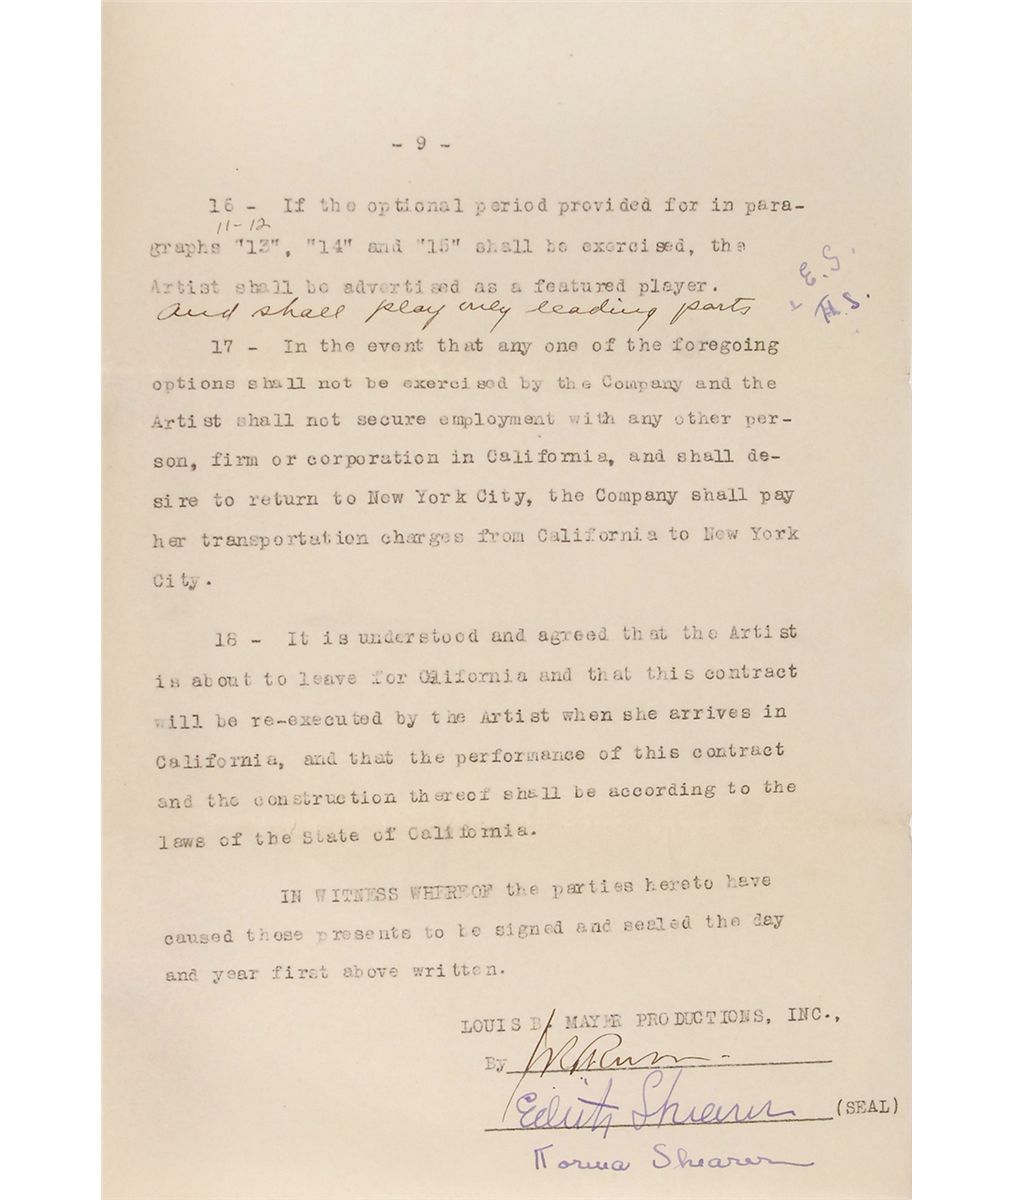 - 9 -
16 - If the optional period provided for in para-
11-12
graphs "13", "14" and "15" shall be exercised, the
Artist shall be advertised as a featured player.
And shall play only leading parts
E.S.
N.S.
17 - In the event that any one of the foregoing
options shall not be exercised by the Company and the
Artist shall not secure employment with any other per-
son, firm or corporation in California, and shall de-
sire to return to New York City, the Company shall pay
her transportation charges from California to New York
City.
18 - It is understood and agreed that the Artist
is about to leave for California and that this contract
will be re-executed by the Artist when she arrives in
California, and that the performance of this contract
and the construction thereof shall be according to the
laws of the State of California.
IN WITNESS WHEREOF the parties hereto have
caused these presents to be signed and sealed the day
and year first above written.
LOUIS B. MAYER PRODUCTIONS, INC.,
By
Edith Shearer (SEAL)
Norma Shearer